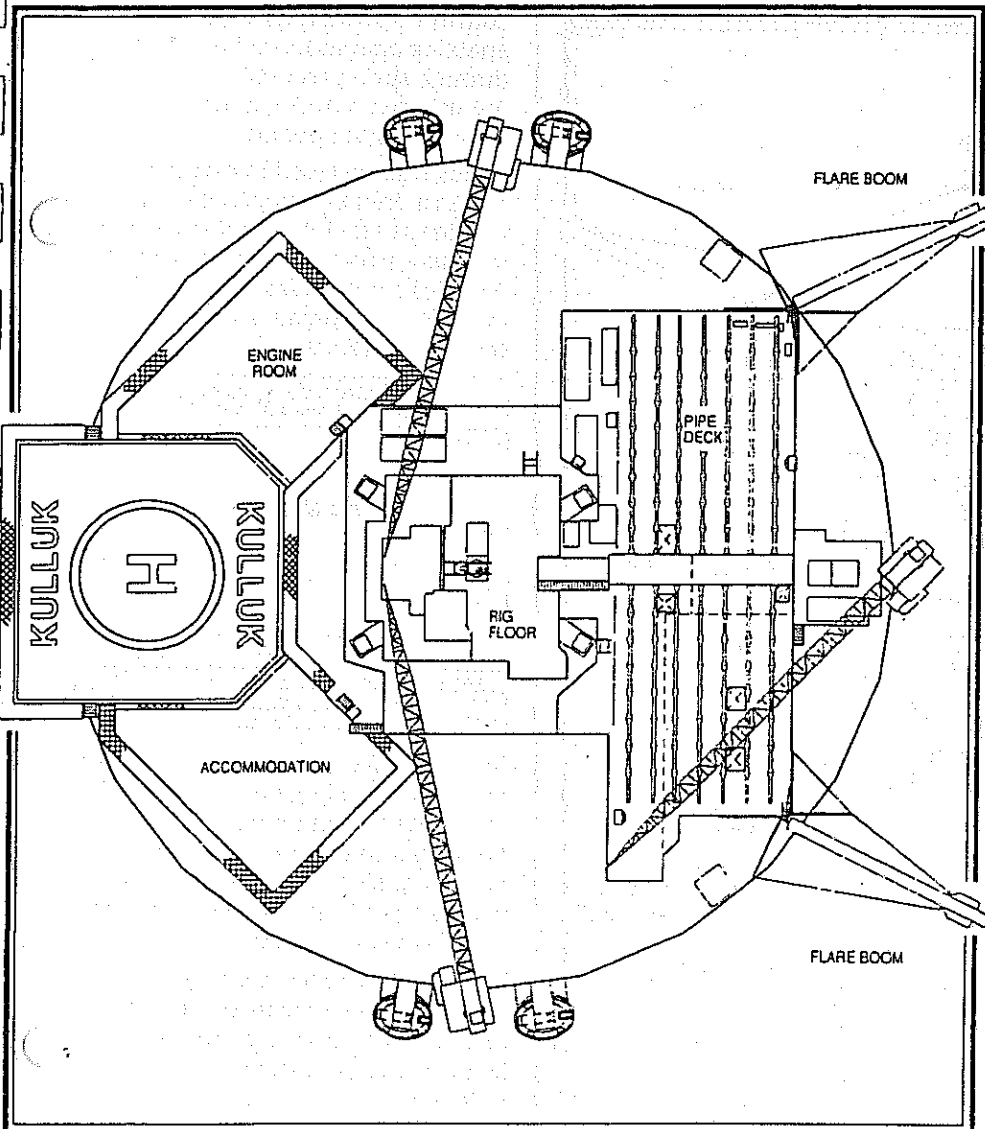 FLARE BOOM
ENGINE
ROOM
PIPE
DECK
KULLUK
H
KULLUK
RIG
FLOOR
ACCOMMODATION
FLARE BOOM